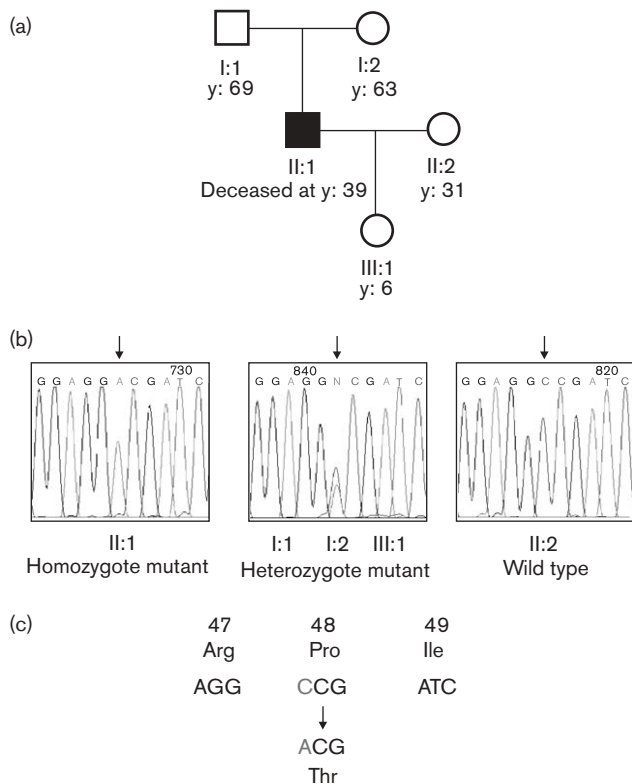 (a)
I:1 I:2
y: 69 y: 63
II:1 II:2
Deceased at y: 39 y: 31
III:1
y: 6
(b)
730 840 820
G G A G G A C G A T C G G A G G N C G A T C G G A G G C C G A T C
II:1 I:1 I:2 III:1 II:2
Homozygote mutant Heterozygote mutant Wild type
(c) 47 48 49
Arg Pro Ile
AGG CCG ATC
ACG
Thr